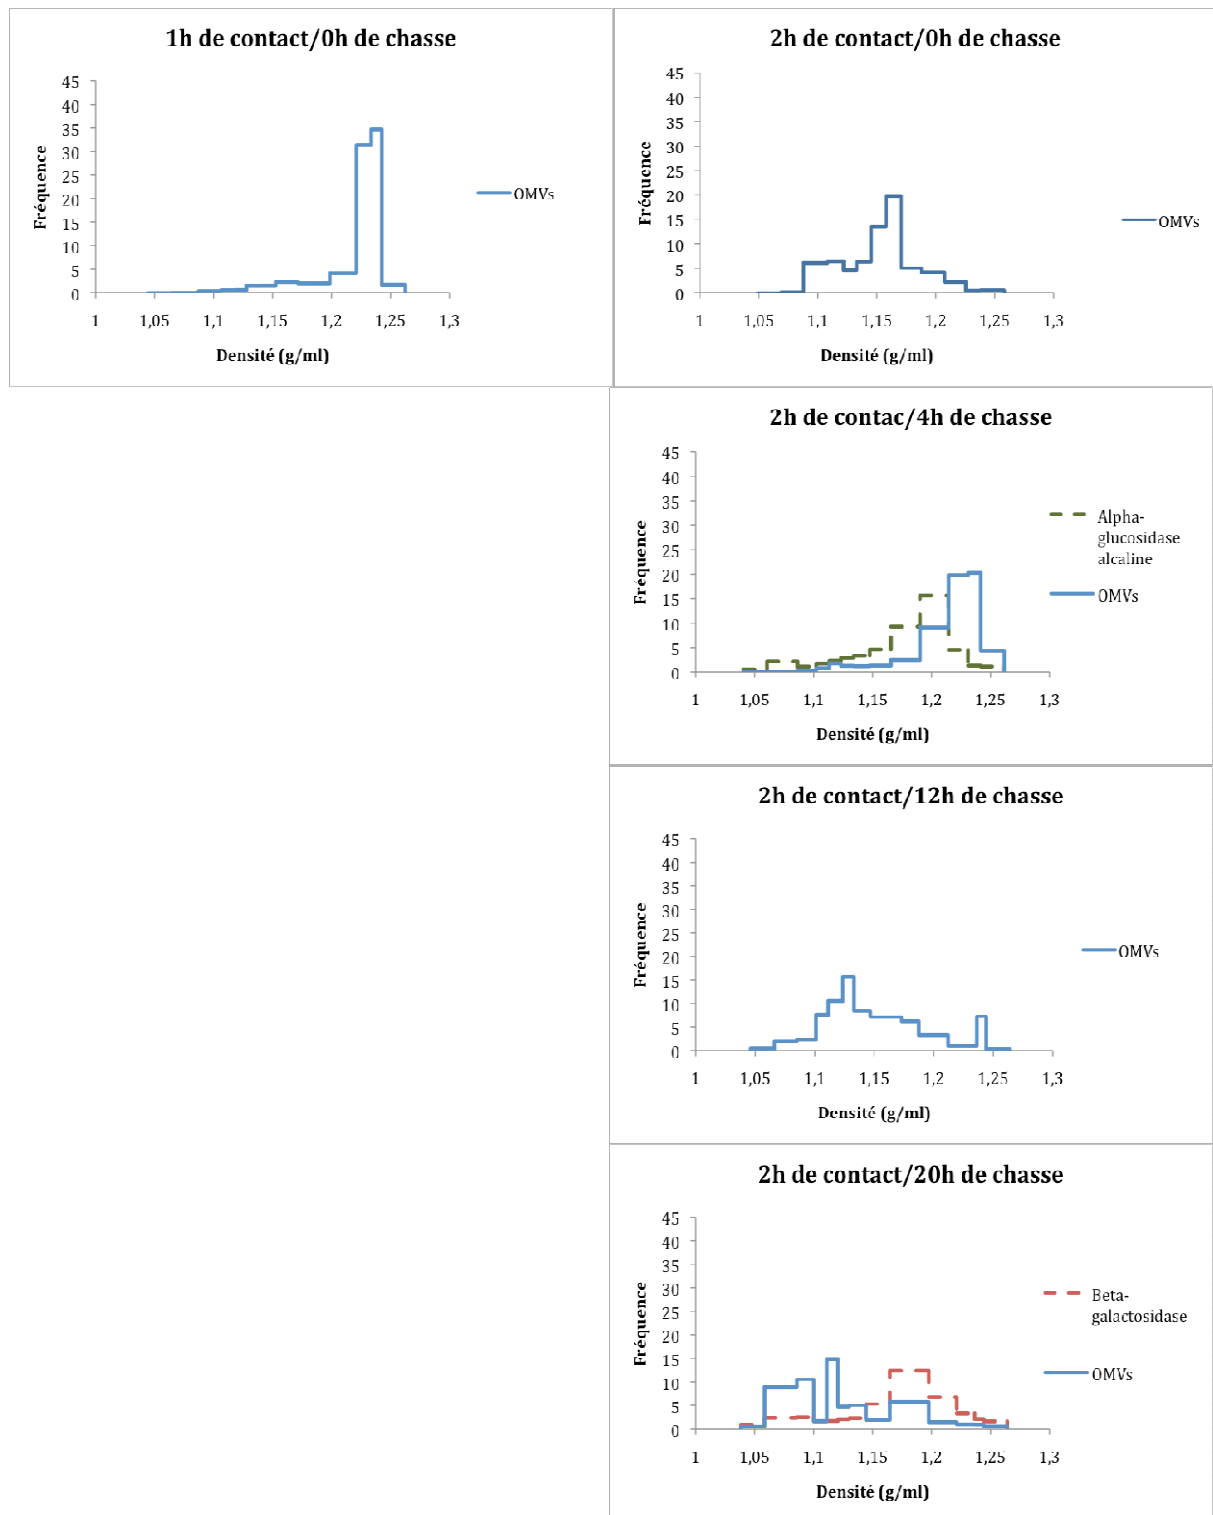 1h de contact/0h de chasse
45
40
35
30
25
20
15
10
5
0
Fréquence
1 1,05 1,1 1,15 1,2 1,25 1,3
Densité (g/ml)
OMVs
2h de contact/0h de chasse
45
40
35
30
25
20
15
10
5
0
Fréquence
1 1,05 1,1 1,15 1,2 1,25 1,3
Densité (g/ml)
OMVs
2h de contac/4h de chasse
45
40
35
30
25
20
15
10
5
0
Fréquence
1 1,05 1,1 1,15 1,2 1,25 1,3
Densité (g/ml)
Alpha-
glucosidase
alcaline
OMVs
2h de contact/12h de chasse
45
40
35
30
25
20
15
10
5
0
Fréquence
1 1,05 1,1 1,15 1,2 1,25 1,3
Densité (g/ml)
OMVs
2h de contact/20h de chasse
45
40
35
30
25
20
15
10
5
0
Fréquence
1 1,05 1,1 1,15 1,2 1,25 1,3
Densité (g/ml)
Beta-
galactosidase
OMVs